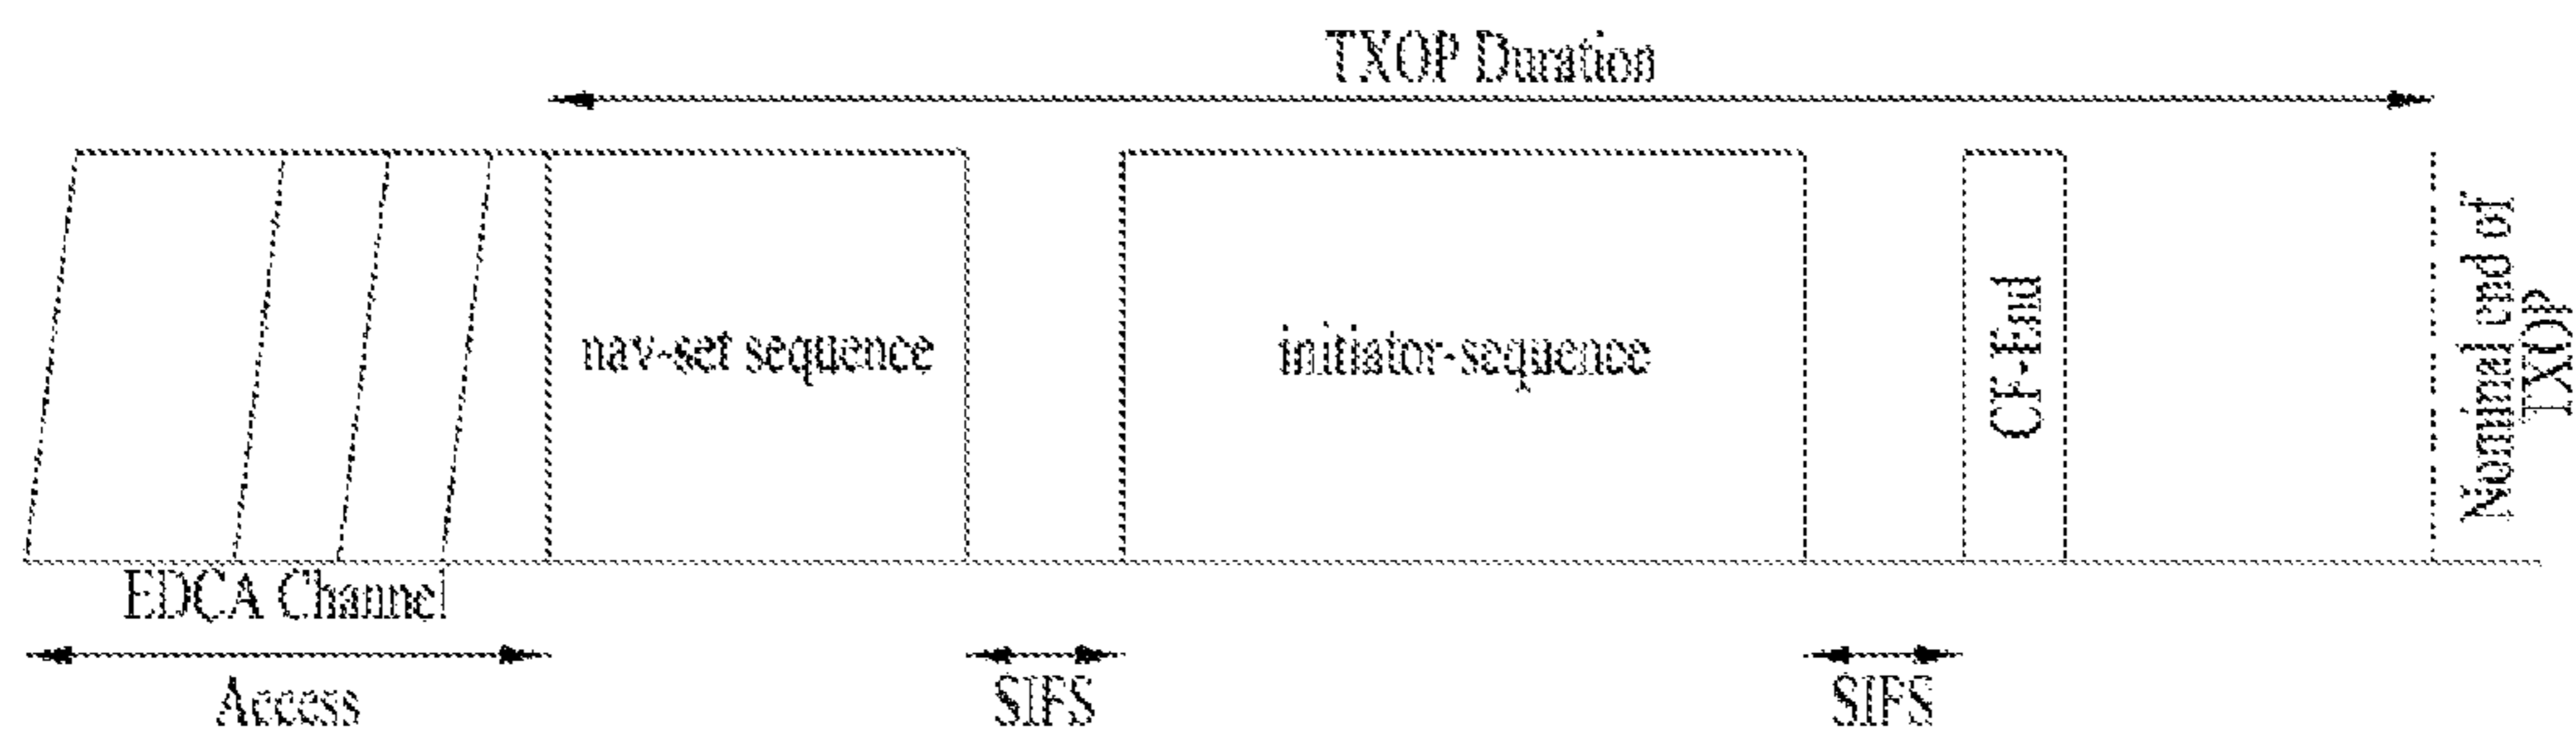 TXOP Duration
nav-set sequence
initiator-sequence
CF-End
Nominal end of
TXOP
EDCA Channel
Access
SIFS
SIFS